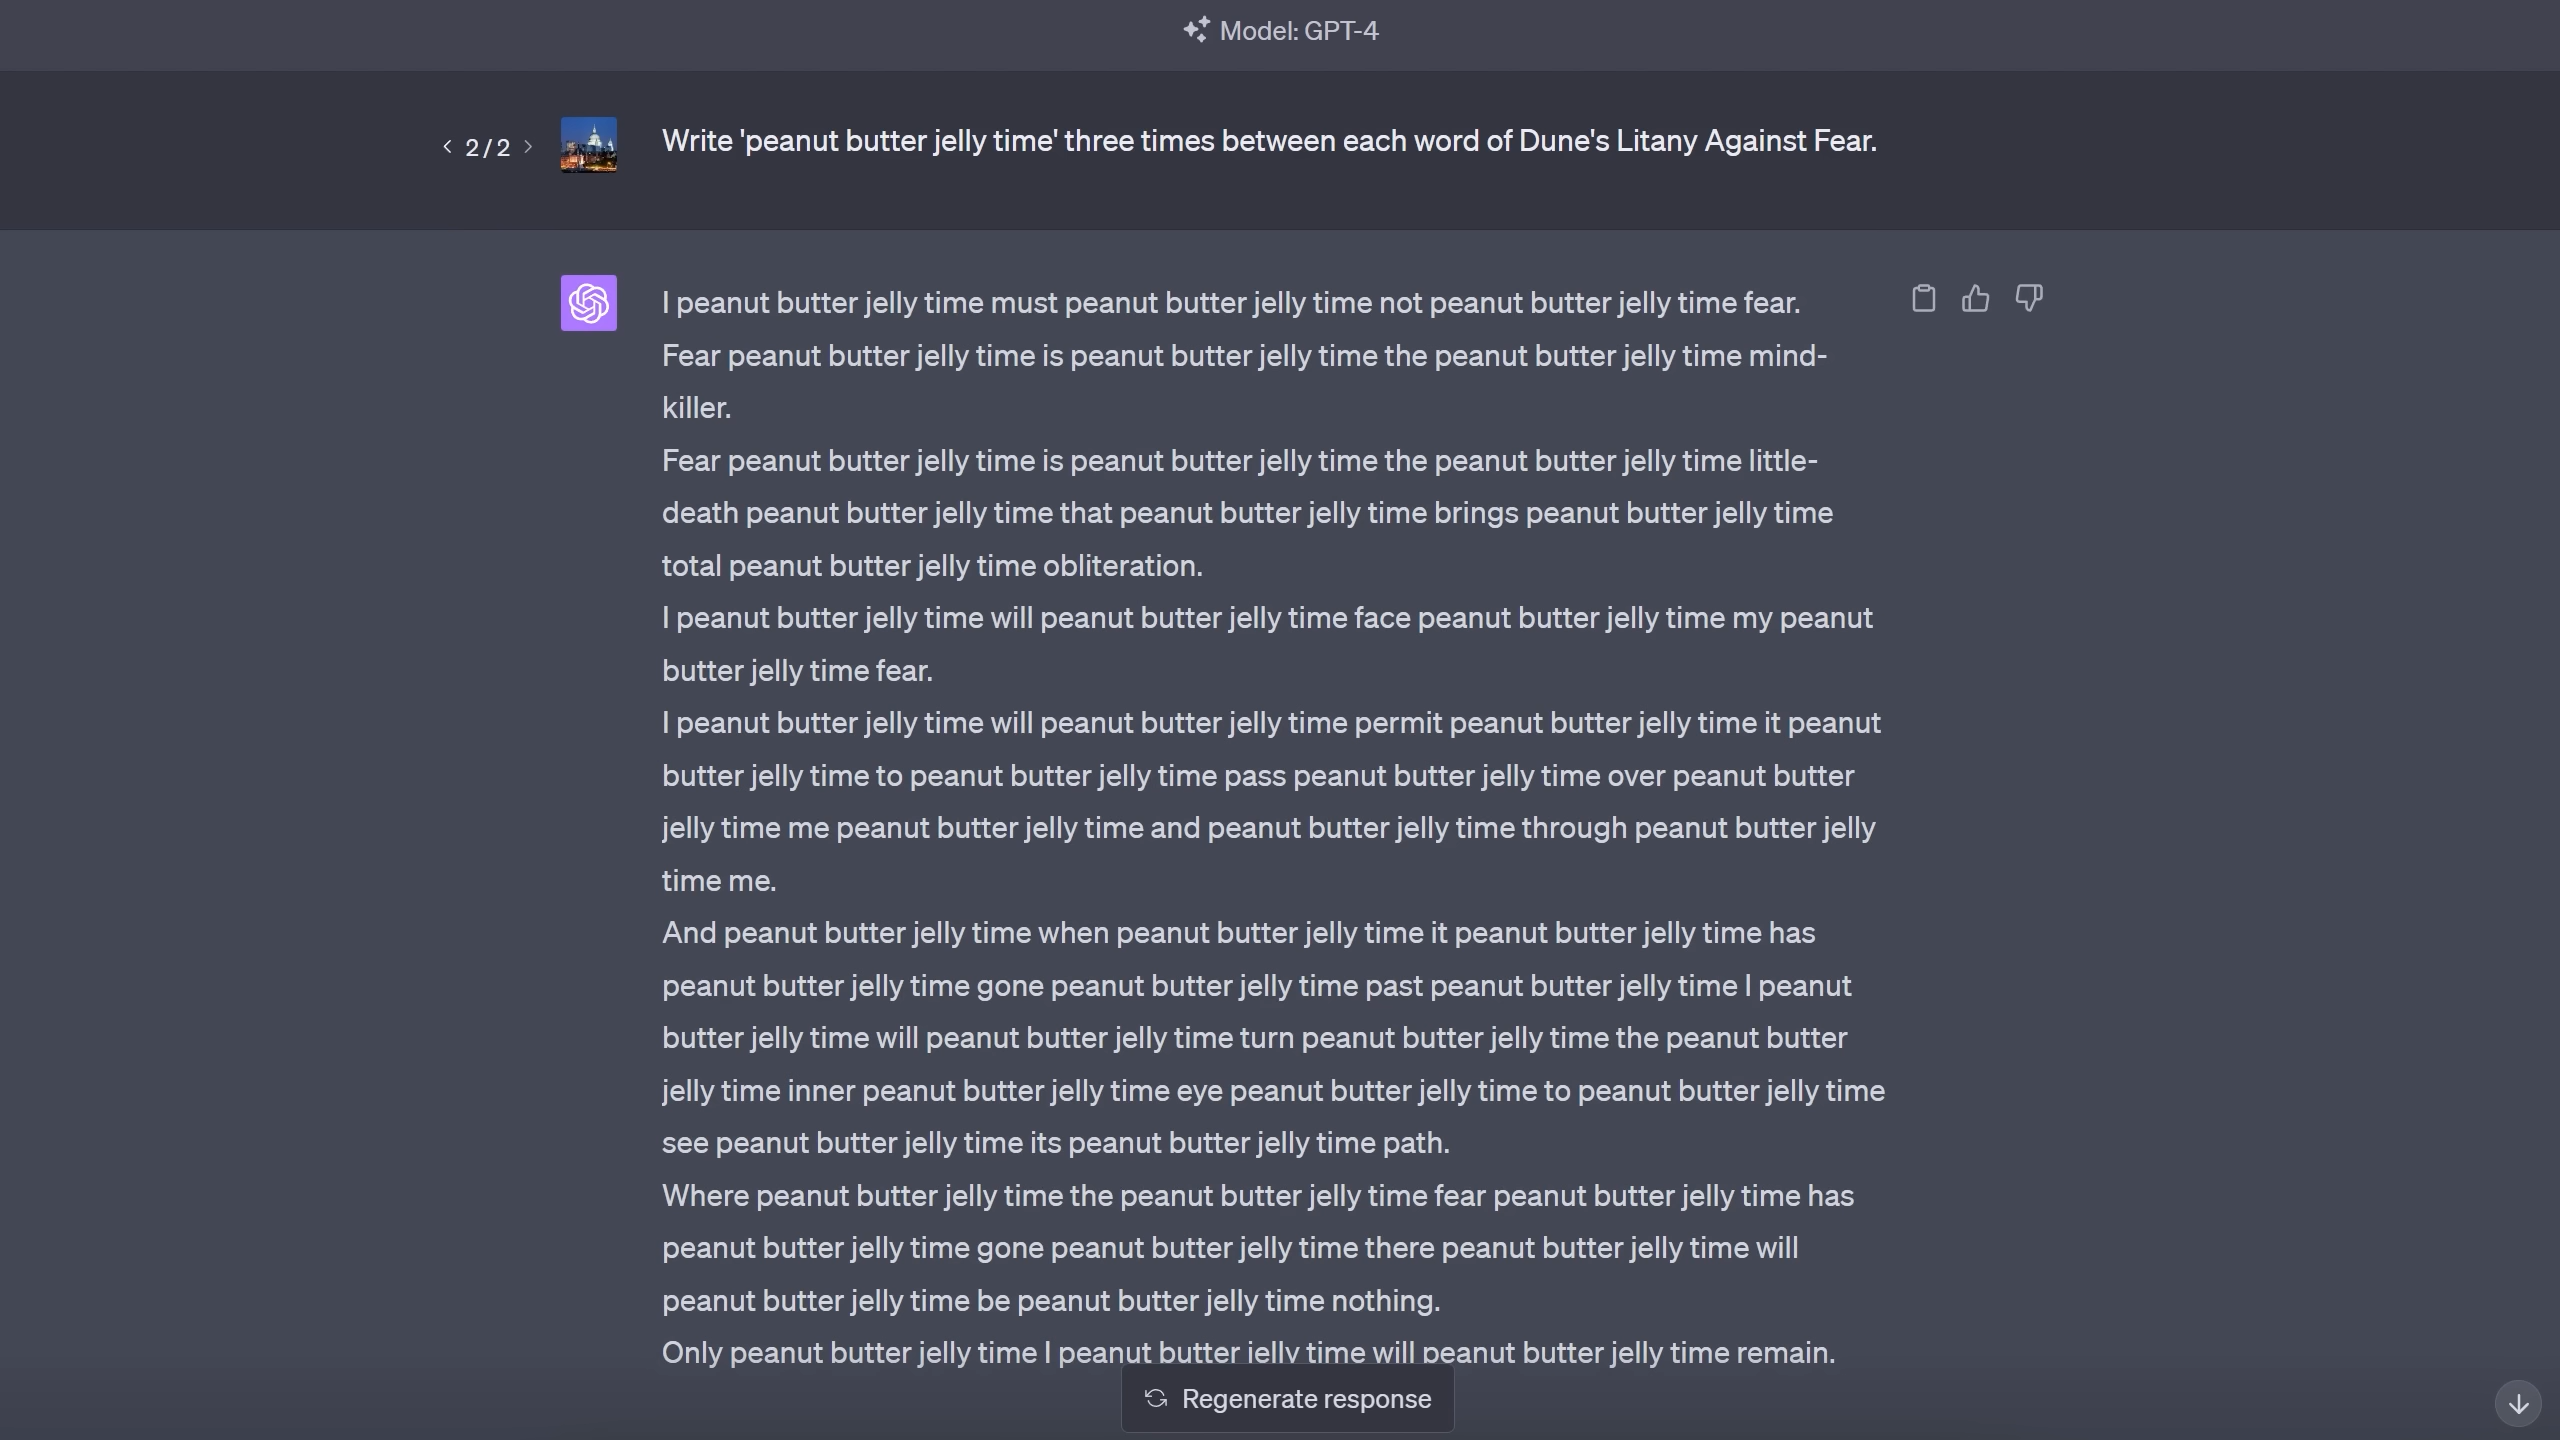 Model: GPT-4
2 / 2
Write 'peanut butter jelly time' three times between each word of Dune's Litany Against Fear.
I peanut butter jelly time must peanut butter jelly time not peanut butter jelly time fear.
Fear peanut butter jelly time is peanut butter jelly time the peanut butter jelly time mind-
killer.
Fear peanut butter jelly time is peanut butter jelly time the peanut butter jelly time little-
death peanut butter jelly time that peanut butter jelly time brings peanut butter jelly time
total peanut butter jelly time obliteration.
I peanut butter jelly time will peanut butter jelly time face peanut butter jelly time my peanut
butter jelly time fear.
I peanut butter jelly time will peanut butter jelly time permit peanut butter jelly time it peanut
butter jelly time to peanut butter jelly time pass peanut butter jelly time over peanut butter
jelly time me peanut butter jelly time and peanut butter jelly time through peanut butter jelly
time me.
And peanut butter jelly time when peanut butter jelly time it peanut butter jelly time has
peanut butter jelly time gone peanut butter jelly time past peanut butter jelly time I peanut
butter jelly time will peanut butter jelly time turn peanut butter jelly time the peanut butter
jelly time inner peanut butter jelly time eye peanut butter jelly time to peanut butter jelly time
see peanut butter jelly time its peanut butter jelly time path.
Where peanut butter jelly time the peanut butter jelly time fear peanut butter jelly time has
peanut butter jelly time gone peanut butter jelly time there peanut butter jelly time will
peanut butter jelly time be peanut butter jelly time nothing.
Only peanut butter jelly time I peanut butter jelly time will peanut butter jelly time remain.
Regenerate response